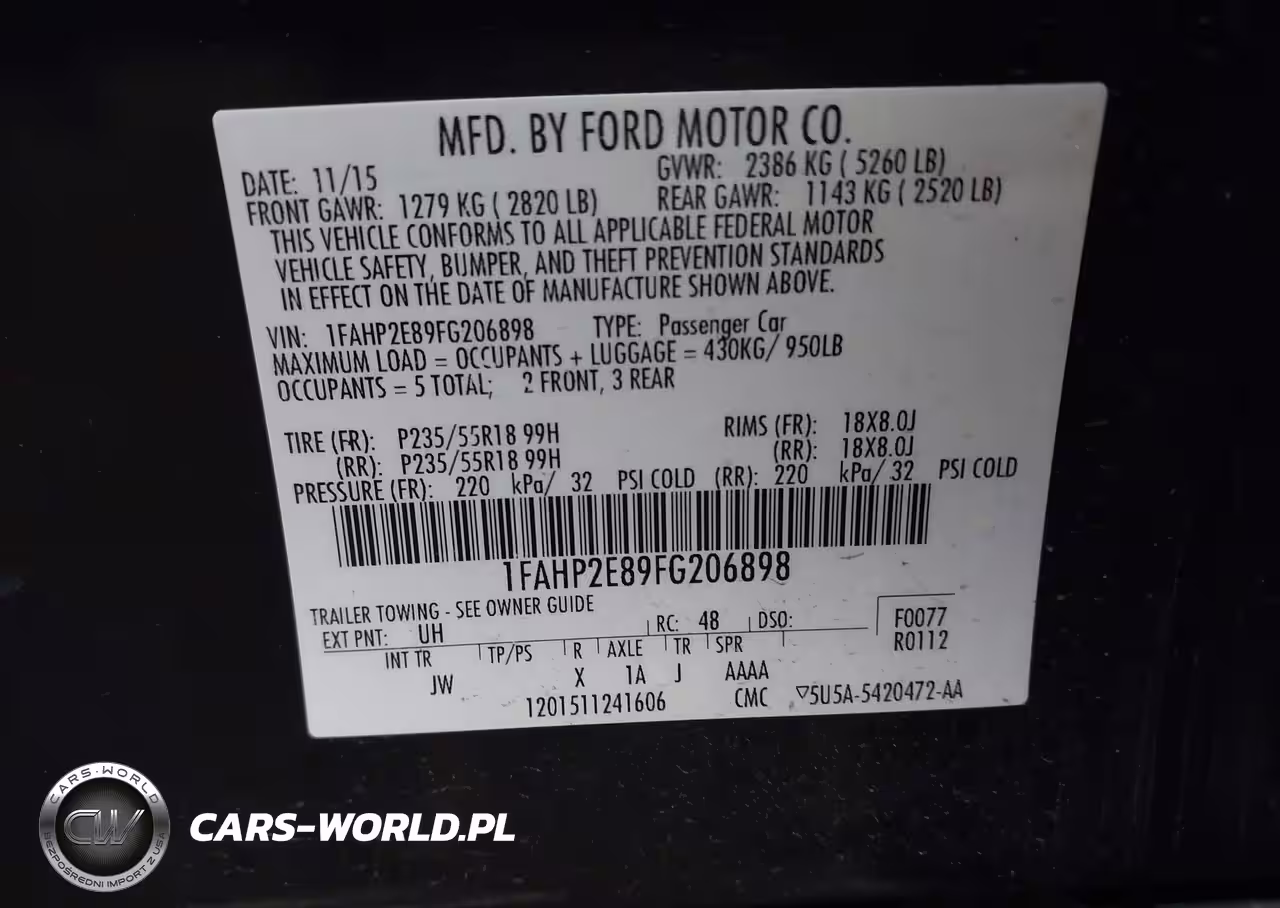 MFD. BY FORD MOTOR CO.
DATE: 11/15 GVWR: 2386 KG ( 5260 LB)
FRONT GAWR: 1279 KG ( 2820 LB) REAR GAWR: 1143 KG ( 2520 LB)
THIS VEHICLE CONFORMS TO ALL APPLICABLE FEDERAL MOTOR
VEHICLE SAFETY, BUMPER, AND THEFT PREVENTION STANDARDS
IN EFFECT ON THE DATE OF MANUFACTURE SHOWN ABOVE.
VIN: 1FAHP2E89FG206898 TYPE: Passenger Car
MAXIMUM LOAD = OCCUPANTS + LUGGAGE = 430KG/ 950LB
OCCUPANTS = 5 TOTAL; 2 FRONT, 3 REAR
TIRE (FR): P235/55R18 99H RIMS (FR): 18X8.0J
(RR): P235/55R18 99H (RR): 18X8.0J
PRESSURE (FR): 220 kPa/ 32 PSI COLD (RR): 220 kPa/ 32 PSI COLD
1FAHP2E89FG206898
TRAILER TOWING - SEE OWNER GUIDE
EXT PNT: UH RC: 48 DSO: F0077
R0112
INT TR TP/PS R AXLE TR SPR
JW X 1A J AAAA
1201511241606 CMC ▽5U5A-5420472-AA
CARS-WORLD
CW
BEZPOŚREDNI IMPORT Z USA
CARS-WORLD.PL